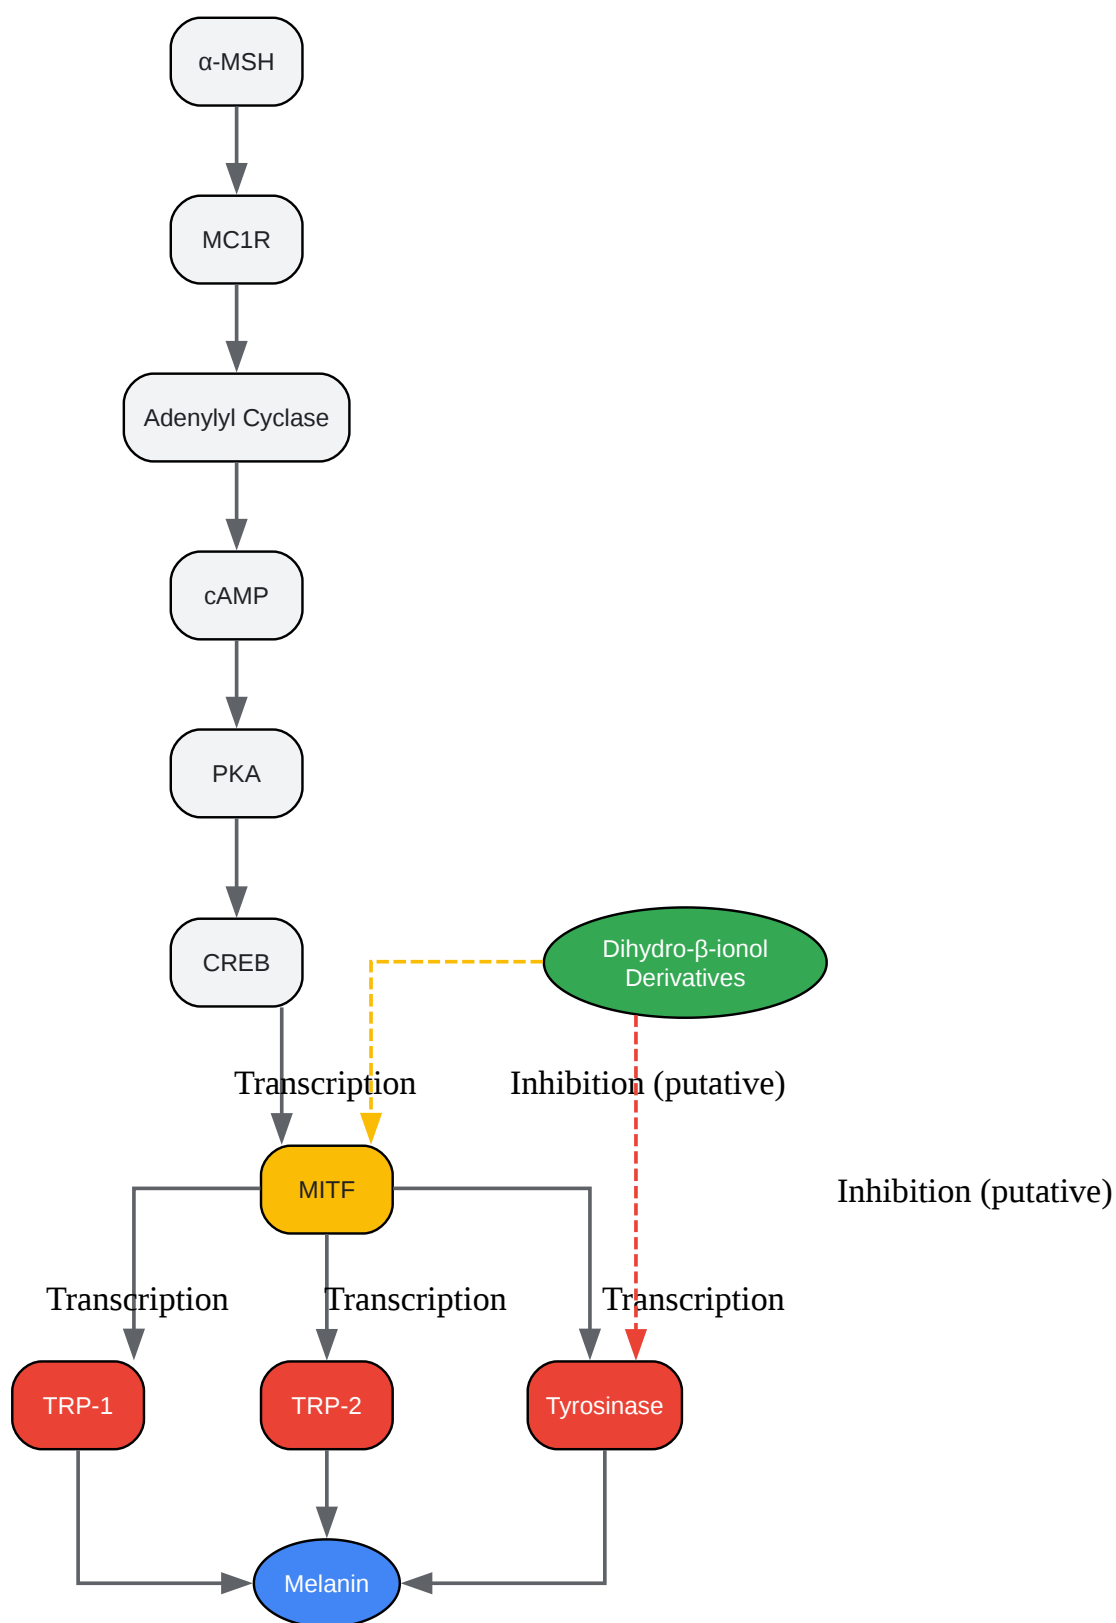 α-MSH
MC1R
Adenylyl Cyclase
cAMP
PKA
CREB
Dihydro-β-ionol
Derivatives
Transcription
Inhibition (putative)
MITF
Inhibition (putative)
Transcription
Transcription
Transcription
TRP-1
TRP-2
Tyrosinase
Melanin